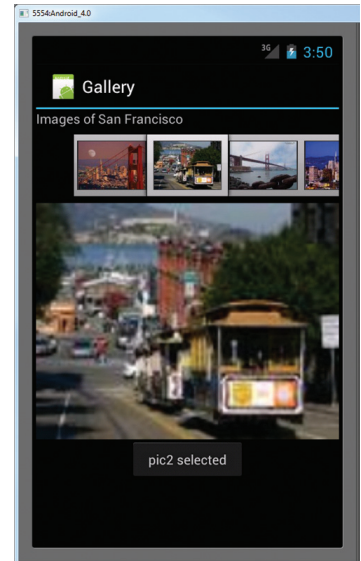 5554:Android_4.0
3G 3:50
Gallery
Images of San Francisco
pic2 selected